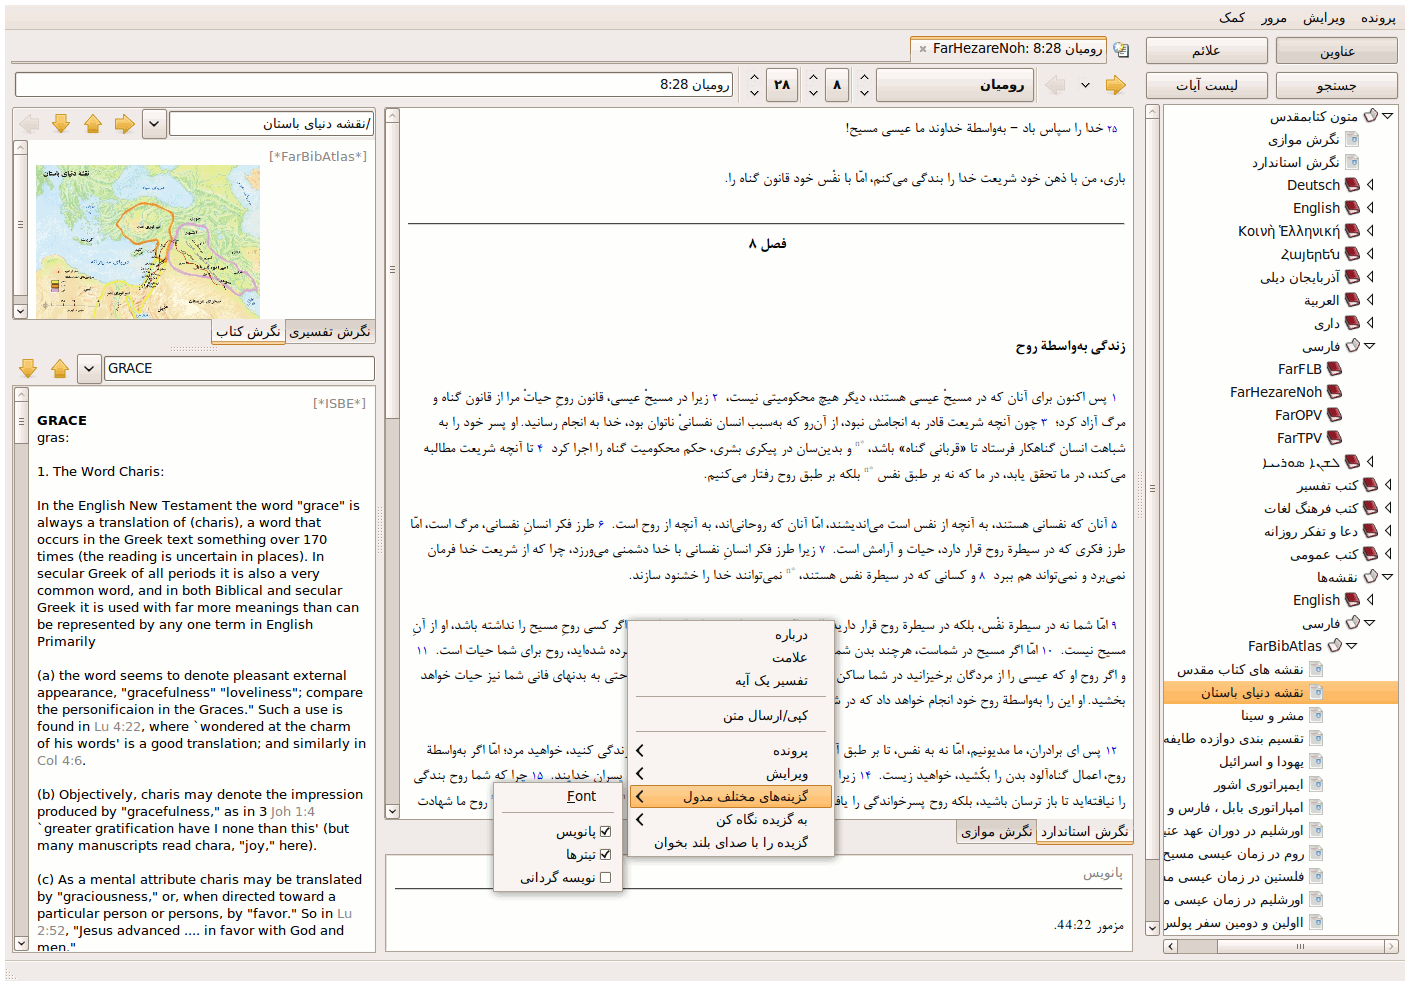 پرونده ویرایش مرور کمک
عناوین علائم
جستجو لیست آیات
متون کتابمقدس
نگرش موازی
نگرش استاندارد
Deutsch
English
Κοινὴ Ἑλληνική
Հայերեն
آذربایجان دیلی
العربية
داری
فارسی
FarFLB
FarHezareNoh
FarOPV
FarTPV
کتب تفسیر
کتب فرهنگ لغات
دعا و تفکر روزانه
کتب عمومی
نقشه‌ها
English
فارسی
FarBibAtlas
نقشه های کتاب مقدس
نقشه دنیای باستان
مشر و سینا
تقسیم بندی دوازده طایفه
یهودا و اسرائیل
ایمپراتوری اشور
امپاراتوری بابل ، فارس و
اورشلیم در دوران عهد عتی
روم در زمان عیسی مسیح
فلستین در زمان عیسی مس
اورشلیم در زمان عیسی م
ااولین و دومین سفر پولس
رومیان 8:28 :FarHezareNoh
رومیان ۸ ۲۸ رومیان 8:28
۲۵ خدا را سپاس باد – به‌واسطهٔ خداوند ما عیسی مسیح!
باری، من با ذهن خود شریعت خدا را بندگی می‌کنم، امّا با نفْس خود قانون گناه را.
فصل ۸
زندگی به‌واسطهٔ روح
۱ پس اکنون برای آنان که در مسیحْ عیسی هستند، دیگر هیچ محکومیتی نیست، ۲ زیرا در مسیحْ عیسی، قانون روحِ حیاتْ مرا از قانون گناه و
مرگ آزاد کرد؛ ۳ چون آنچه شریعت قادر به انجامش نبود، از آن‌رو که به‌سبب انسان نفسانیْ ناتوان بود، خدا به انجام رسانید. او پسر خود را به
شباهت انسان گناهکار فرستاد تا «قربانی گناه» باشد، *n و بدین‌سان در پیکری بشری، حکم محکومیت گناه را اجرا کرد ۴ تا آنچه شریعت مطالبه
می‌کند، در ما تحقق یابد، در ما که نه بر طبق نفس *n بلکه بر طبق روح رفتار می‌کنیم.
۵ آنان که نفسانی هستند، به آنچه از نفس است می‌اندیشند، امّا آنان که روحانی‌اند، به آنچه از روح است. ۶ طرز فکر انسانِ نفسانی، مرگ است، امّا
طرز فکری که در سیطرهٔ روح قرار دارد، حیات و آرامش است. ۷ زیرا طرز فکر انسانِ نفسانی با خدا دشمنی می‌ورزد، چرا که از شریعت خدا فرمان
نمی‌برد و نمی‌تواند هم ببرد ۸ و کسانی که در سیطرهٔ نفس هستند، *n نمی‌توانند خدا را خشنود سازند.
۹ امّا شما نه در سیطرهٔ نفْس، بلکه در سیطرهٔ روح قرار دارید اگر کسی روحِ مسیح را نداشته باشد، او از آنِ
مسیح نیست. ۱۰ امّا اگر مسیح در شماست، هرچند بدن شما رده شده‌اید، روح برای شما حیات است. ۱۱
و اگر روح او که عیسی را از مردگان برخیزانید در شما ساکن حتی به بدنهای فانی شما نیز حیات خواهد
بخشید. او این را به‌واسطهٔ روح خود انجام خواهد داد که در ش
۱۲ پس ای برادران، ما مدیونیم، امّا نه به نفس، تا بر طبق آ زندگی کنید، خواهید مرد؛ امّا اگر به‌واسطهٔ
روح، اعمال گناه‌آلود بدن را بکُشید، خواهید زیست. ۱۴ زیرا پسران خدایند. ۱۵ چرا که شما روح بندگی
را نیافته‌اید تا باز ترسان باشید، بلکه روح پسرخواندگی را یافته روح ما شهادت
درباره
علامت
تفسیر یک آیه
کپی/ارسال متن
پرونده
ویرایش
گزینه‌های مختلف مدول
به گزیده نگاه کن
گزیده را با صدای بلند بخوان
Font
پانویس
تیترها
نویسه گردانی
نگرش استاندارد نگرش موازی
پانویس
مزمور 44:22.
/نقشه دنیای باستان
[*FarBibAtlas*]
نقشه دنیای باستان
نگرش تفسیری نگرش کتاب
GRACE
[*ISBE*]
GRACE
gras:
1. The Word Charis:
In the English New Testament the word "grace" is
always a translation of (charis), a word that
occurs in the Greek text something over 170
times (the reading is uncertain in places). In
secular Greek of all periods it is also a very
common word, and in both Biblical and secular
Greek it is used with far more meanings than can
be represented by any one term in English
Primarily
(a) the word seems to denote pleasant external
appearance, "gracefulness" "loveliness"; compare
the personificaion in the Graces." Such a use is
found in Lu 4:22, where `wondered at the charm
of his words' is a good translation; and similarly in
Col 4:6.
(b) Objectively, charis may denote the impression
produced by "gracefulness," as in 3 Joh 1:4
`greater gratification have I none than this' (but
many manuscripts read chara, "joy," here).
(c) As a mental attribute charis may be translated
by "graciousness," or, when directed toward a
particular person or persons, by "favor." So in Lu
2:52, "Jesus advanced .... in favor with God and
men."